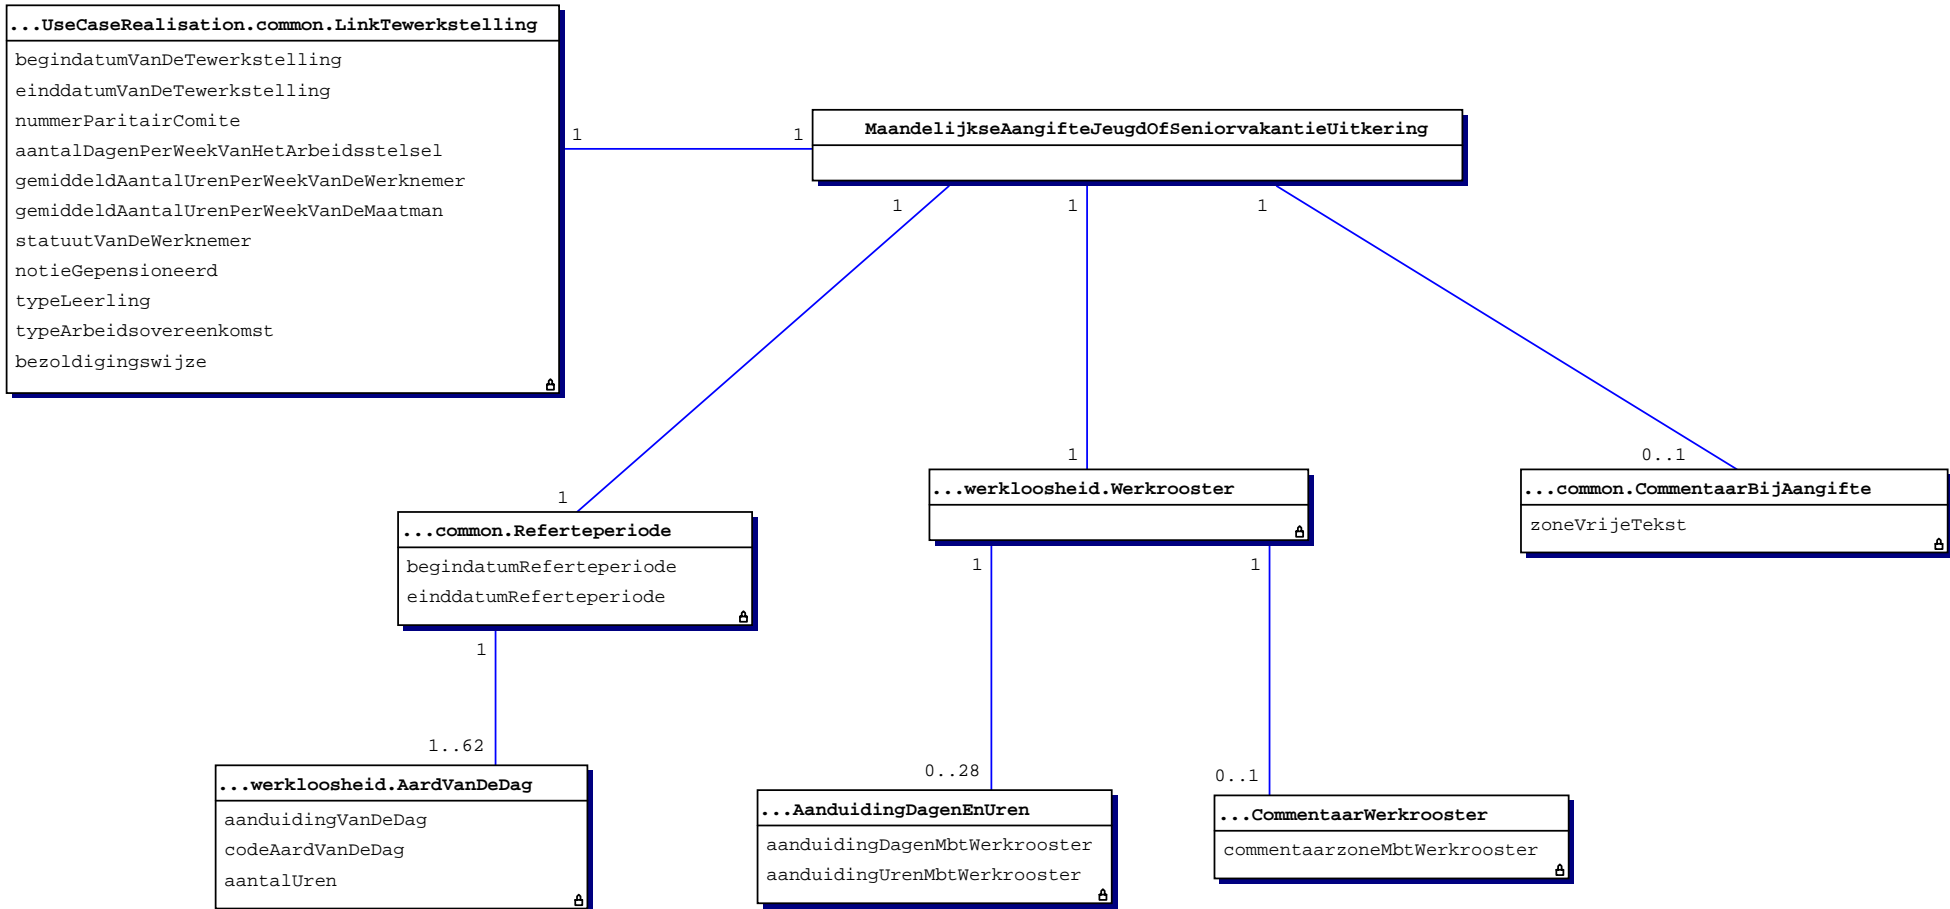 ...UseCaseRealisation.common.LinkTewerkstelling
begindatumVanDeTewerkstelling
einddatumVanDeTewerkstelling
nummerParitairComite
aantalDagenPerWeekVanHetArbeidsstelsel
gemiddeldAantalUrenPerWeekVanDeWerknemer
gemiddeldAantalUrenPerWeekVanDeMaatman
statuutVanDeWerknemer
notieGepensioneerd
typeLeerling
typeArbeidsovereenkomst
bezoldigingswijze
1
1
MaandelijkseAangifteJeugdOfSeniorvakantieUitkering
1
1
1
1
1
0..1
...common.Referteperiode
begindatumReferteperiode
einddatumReferteperiode
...werkloosheid.Werkrooster
...common.CommentaarBijAangifte
zoneVrijeTekst
1
1
1
1..62
0..28
0..1
...werkloosheid.AardVanDeDag
aanduidingVanDeDag
codeAardVanDeDag
aantalUren
...AanduidingDagenEnUren
aanduidingDagenMbtWerkrooster
aanduidingUrenMbtWerkrooster
...CommentaarWerkrooster
commentaarzoneMbtWerkrooster